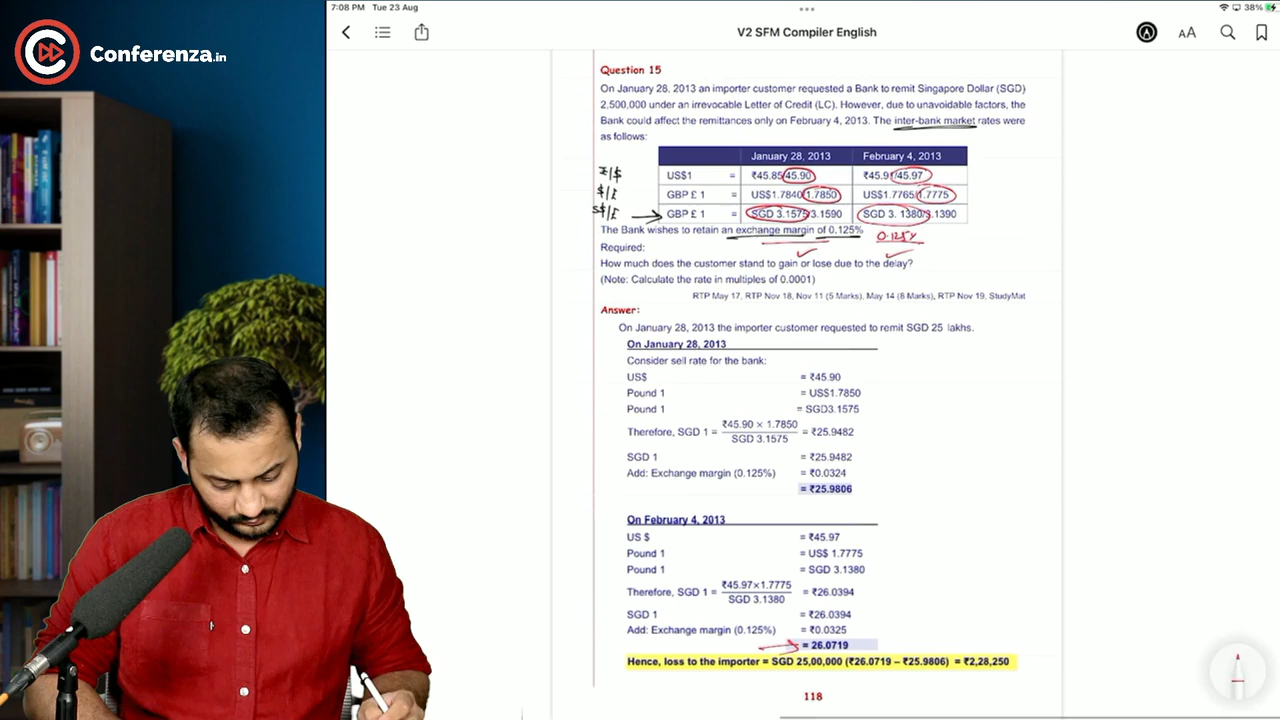 7:08 PM Tue 23 Aug
38%
Conferenza.in
V2 SFM Compiler English
AA
Question 15
On January 28, 2013 an importer customer requested a Bank to remit Singapore Dollar (SGD)
2,500,000 under an irrevocable Letter of Credit (LC). However, due to unavoidable factors, the
Bank could affect the remittances only on February 4, 2013. The inter-bank market rates were
as follows:
January 28, 2013 February 4, 2013
₹/$ US$1 = ₹45.85/45.90 ₹45.91/45.97
$/£ GBP £ 1 = US$1.7840/1.7850 US$1.7765/1.7775
S$/£ GBP £ 1 = SGD 3.1575/3.1590 SGD 3. 1380/3.1390
The Bank wishes to retain an exchange margin of 0.125% 0.125%
Required:
How much does the customer stand to gain or lose due to the delay?
(Note: Calculate the rate in multiples of 0.0001)
RTP May 17, RTP Nov 18, Nov 11 (5 Marks), May 14 (8 Marks), RTP Nov 19, StudyMat
Answer:
On January 28, 2013 the importer customer requested to remit SGD 25 lakhs.
On January 28, 2013
Consider sell rate for the bank:
US$ = ₹45.90
Pound 1 = US$1.7850
Pound 1 = SGD3.1575
Therefore, SGD 1 = ₹45.90 × 1.7850 / SGD 3.1575 = ₹25.9482
SGD 1 = ₹25.9482
Add: Exchange margin (0.125%) = ₹0.0324
= ₹25.9806
On February 4, 2013
US $ = ₹45.97
Pound 1 = US$ 1.7775
Pound 1 = SGD 3.1380
Therefore, SGD 1 = ₹45.97×1.7775 / SGD 3.1380 = ₹26.0394
SGD 1 = ₹26.0394
Add: Exchange margin (0.125%) = ₹0.0325
= 26.0719
Hence, loss to the importer = SGD 25,00,000 (₹26.0719 – ₹25.9806) = ₹2,28,250
118